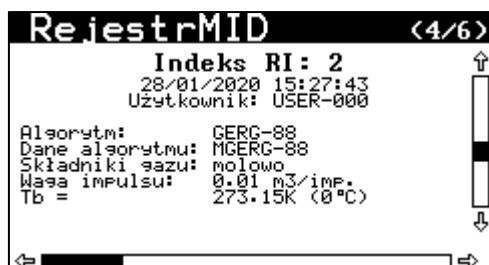 RejestrMID (4/6)
Indeks RI: 2
28/01/2020 15:27:43
Użytkownik: USER-000
Algorytm: GERG-88
Dane algorytmu: MGERG-88
Składniki gazu: molowo
Waga impulsu: 0.01 m3/imp.
Tb = 273.15K (0°C)